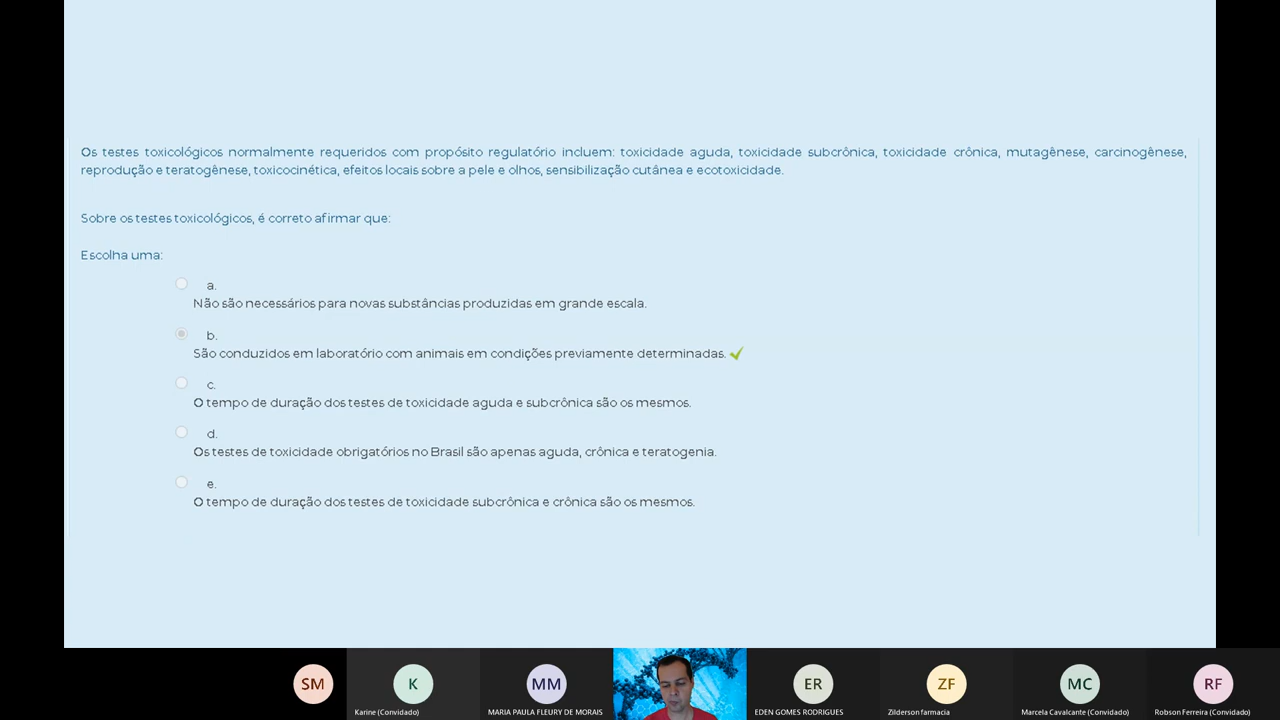 Os testes toxicológicos normalmente requeridos com propósito regulatório incluem: toxicidade aguda, toxicidade subcrônica, toxicidade crônica, mutagênese, carcinogênese,
reprodução e teratogênese, toxicocinética, efeitos locais sobre a pele e olhos, sensibilização cutânea e ecotoxicidade.
Sobre os testes toxicológicos, é correto afirmar que:
Escolha uma:
a.
Não são necessários para novas substâncias produzidas em grande escala.
b.
São conduzidos em laboratório com animais em condições previamente determinadas.
c.
O tempo de duração dos testes de toxicidade aguda e subcrônica são os mesmos.
d.
Os testes de toxicidade obrigatórios no Brasil são apenas aguda, crônica e teratogenia.
e.
O tempo de duração dos testes de toxicidade subcrônica e crônica são os mesmos.
SM K MM ER ZF MC RF
Karine (Convidado) MARIA PAULA FLEURY DE MORAIS EDEN GOMES RODRIGUES Zilderson farmacia Marcela Cavalcante (Convidado) Robson Ferreira (Convidado)